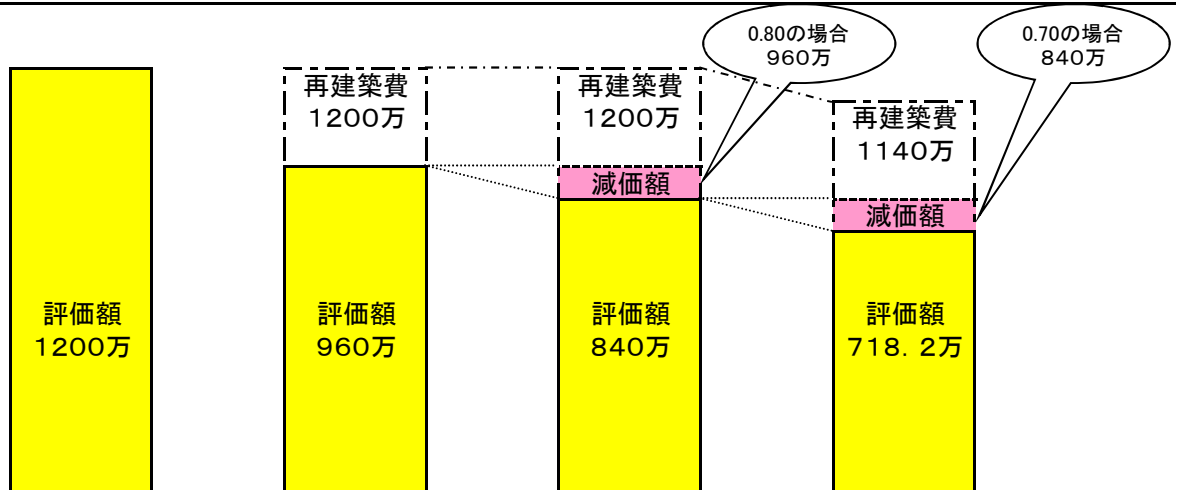 0.80の場合
960万
0.70の場合
840万
再建築費
1200万
再建築費
1200万
再建築費
1140万
減価額
減価額
評価額
1200万
評価額
960万
評価額
840万
評価額
718.2万